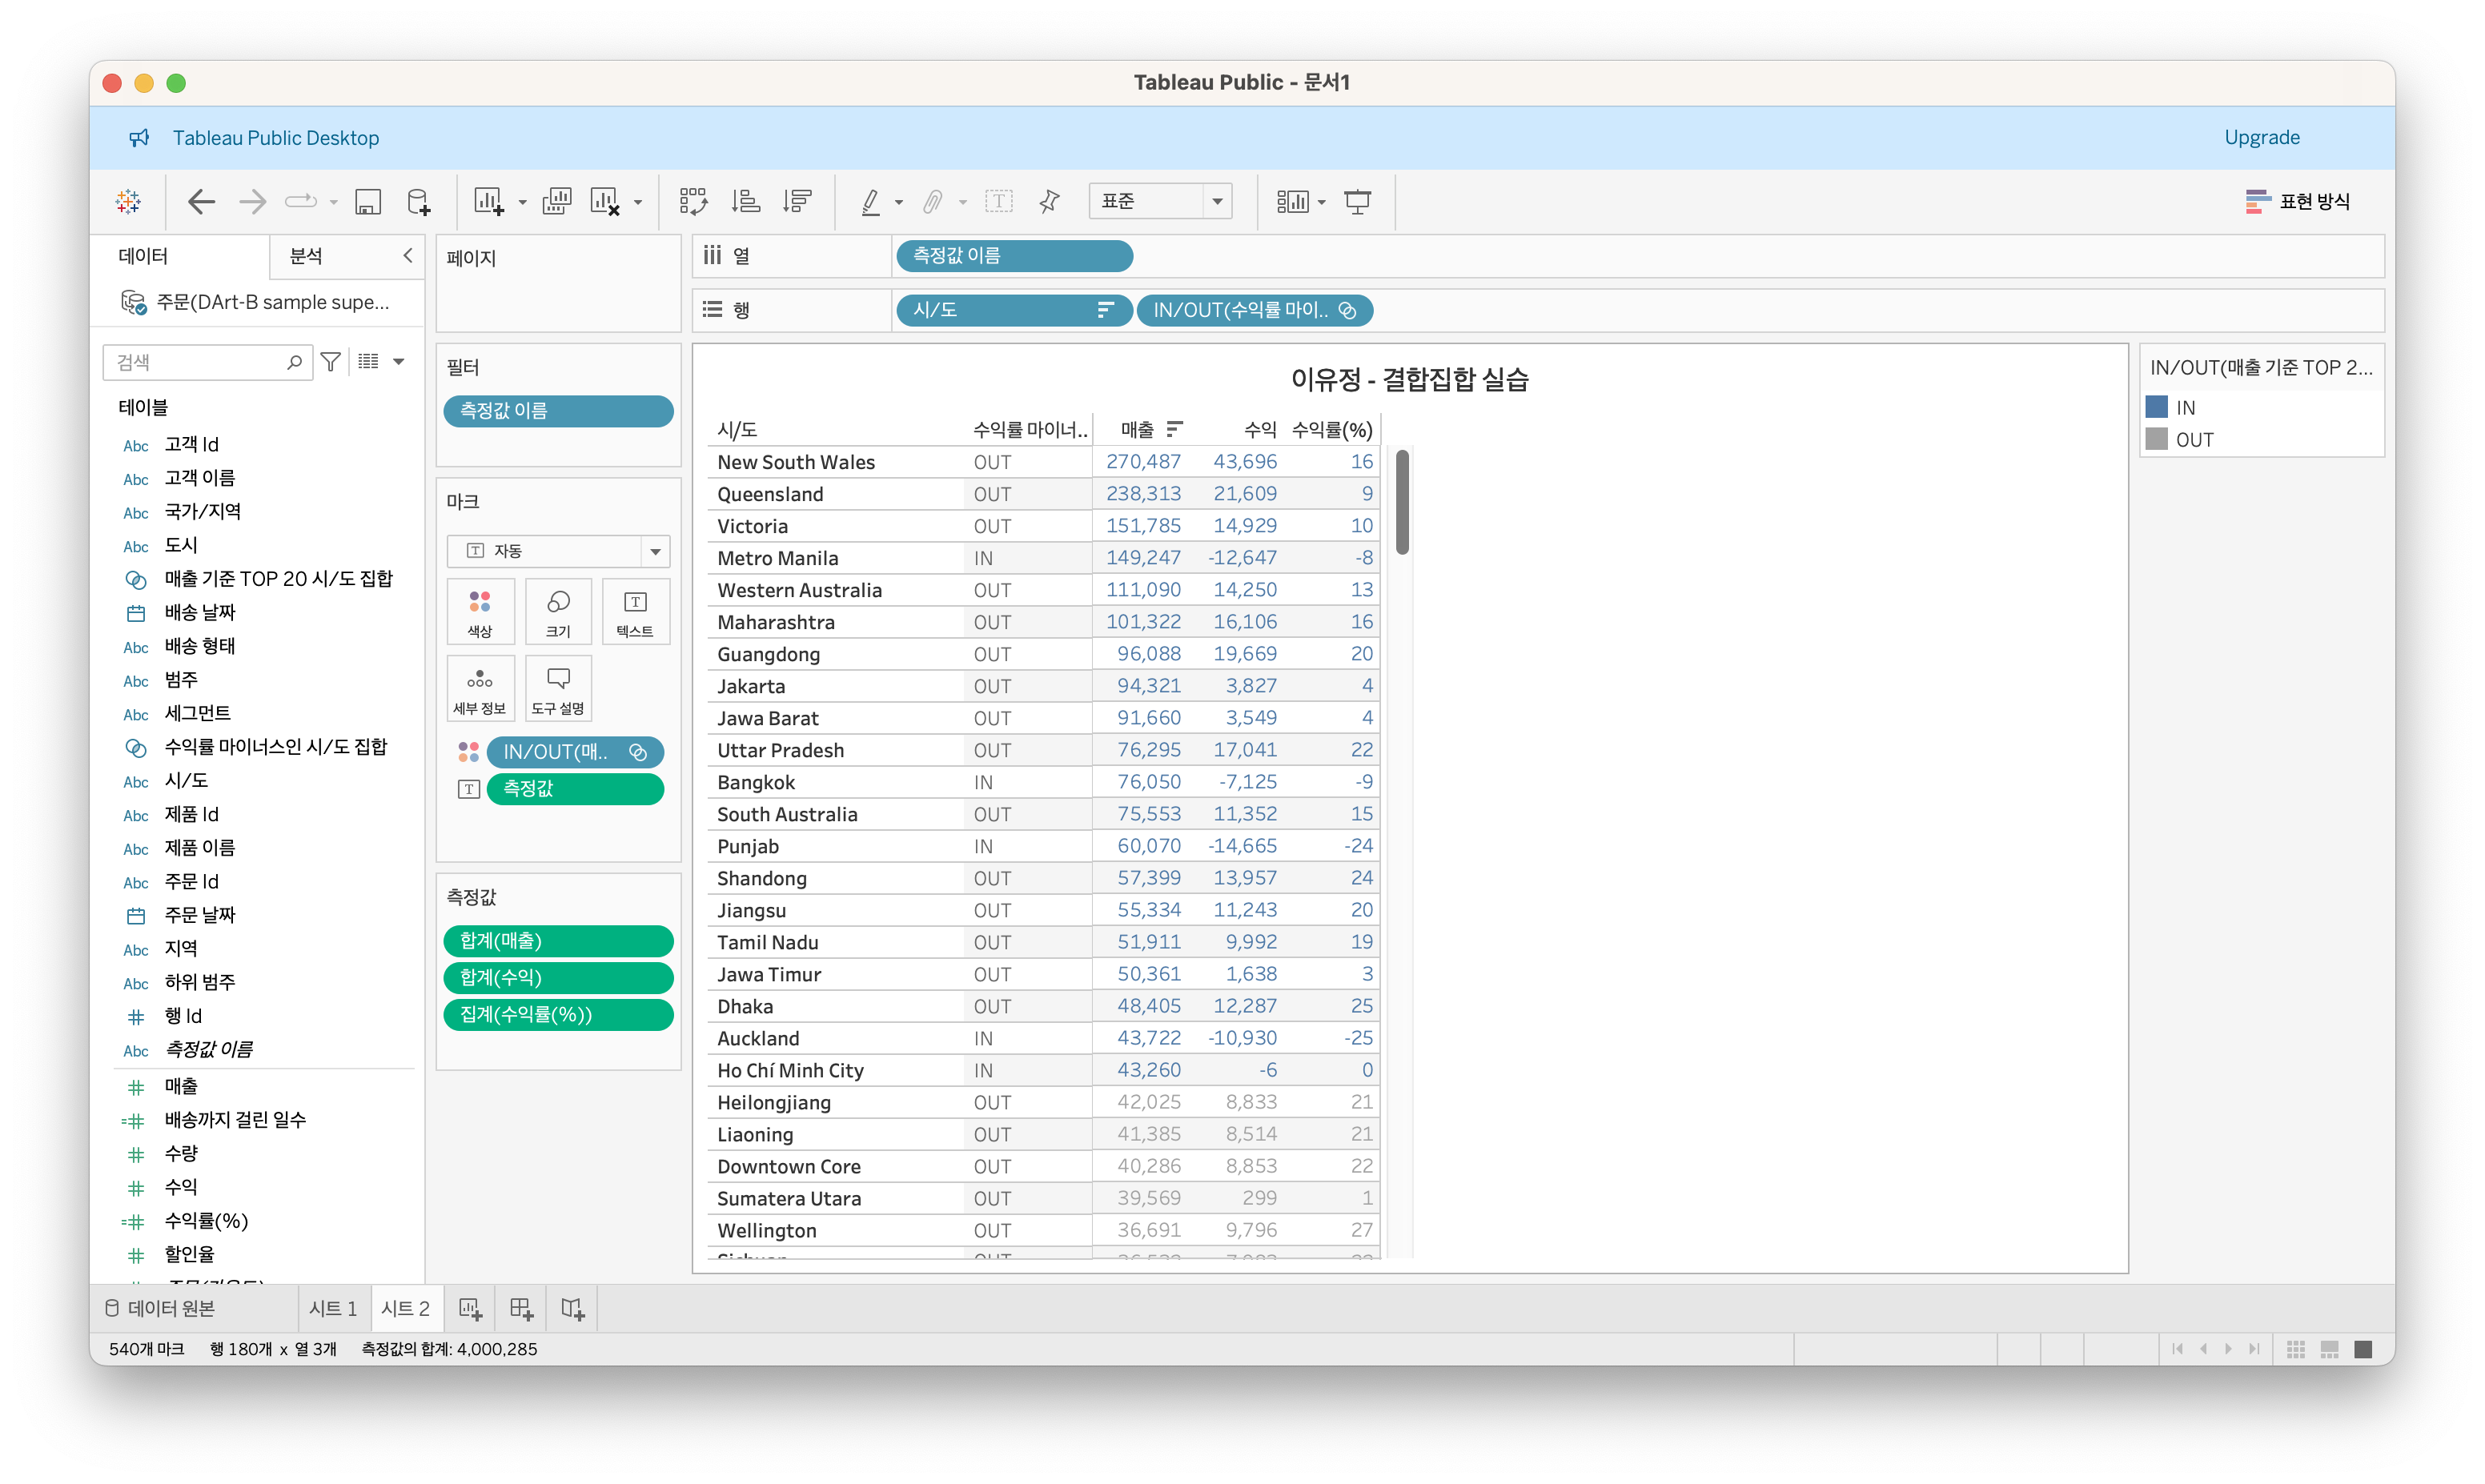 Tableau Public - 문서1
Tableau Public Desktop
Upgrade
표준
표현 방식
데이터
분석
주문(DArt-B sample supe...
검색
테이블
Abc 고객 Id
Abc 고객 이름
Abc 국가/지역
Abc 도시
매출 기준 TOP 20 시/도 집합
배송 날짜
Abc 배송 형태
Abc 범주
Abc 세그먼트
수익률 마이너스인 시/도 집합
Abc 시/도
Abc 제품 Id
Abc 제품 이름
Abc 주문 Id
주문 날짜
Abc 지역
Abc 하위 범주
행 Id
Abc 측정값 이름
매출
배송까지 걸린 일수
수량
수익
수익률(%)
할인율
페이지
필터
측정값 이름
마크
자동
색상
크기
텍스트
세부 정보
도구 설명
IN/OUT(매..
측정값
측정값
합계(매출)
합계(수익)
집계(수익률(%))
열
측정값 이름
행
시/도
IN/OUT(수익률 마이..
이유정 - 결합집합 실습
시/도 수익률 마이너.. 매출 수익 수익률(%)
New South Wales OUT 270,487 43,696 16
Queensland OUT 238,313 21,609 9
Victoria OUT 151,785 14,929 10
Metro Manila IN 149,247 -12,647 -8
Western Australia OUT 111,090 14,250 13
Maharashtra OUT 101,322 16,106 16
Guangdong OUT 96,088 19,669 20
Jakarta OUT 94,321 3,827 4
Jawa Barat OUT 91,660 3,549 4
Uttar Pradesh OUT 76,295 17,041 22
Bangkok IN 76,050 -7,125 -9
South Australia OUT 75,553 11,352 15
Punjab IN 60,070 -14,665 -24
Shandong OUT 57,399 13,957 24
Jiangsu OUT 55,334 11,243 20
Tamil Nadu OUT 51,911 9,992 19
Jawa Timur OUT 50,361 1,638 3
Dhaka OUT 48,405 12,287 25
Auckland IN 43,722 -10,930 -25
Ho Chí Minh City IN 43,260 -6 0
Heilongjiang OUT 42,025 8,833 21
Liaoning OUT 41,385 8,514 21
Downtown Core OUT 40,286 8,853 22
Sumatera Utara OUT 39,569 299 1
Wellington OUT 36,691 9,796 27
IN/OUT(매출 기준 TOP 2...
IN
OUT
데이터 원본
시트 1
시트 2
540개 마크 행 180개 x 열 3개 측정값의 합계: 4,000,285